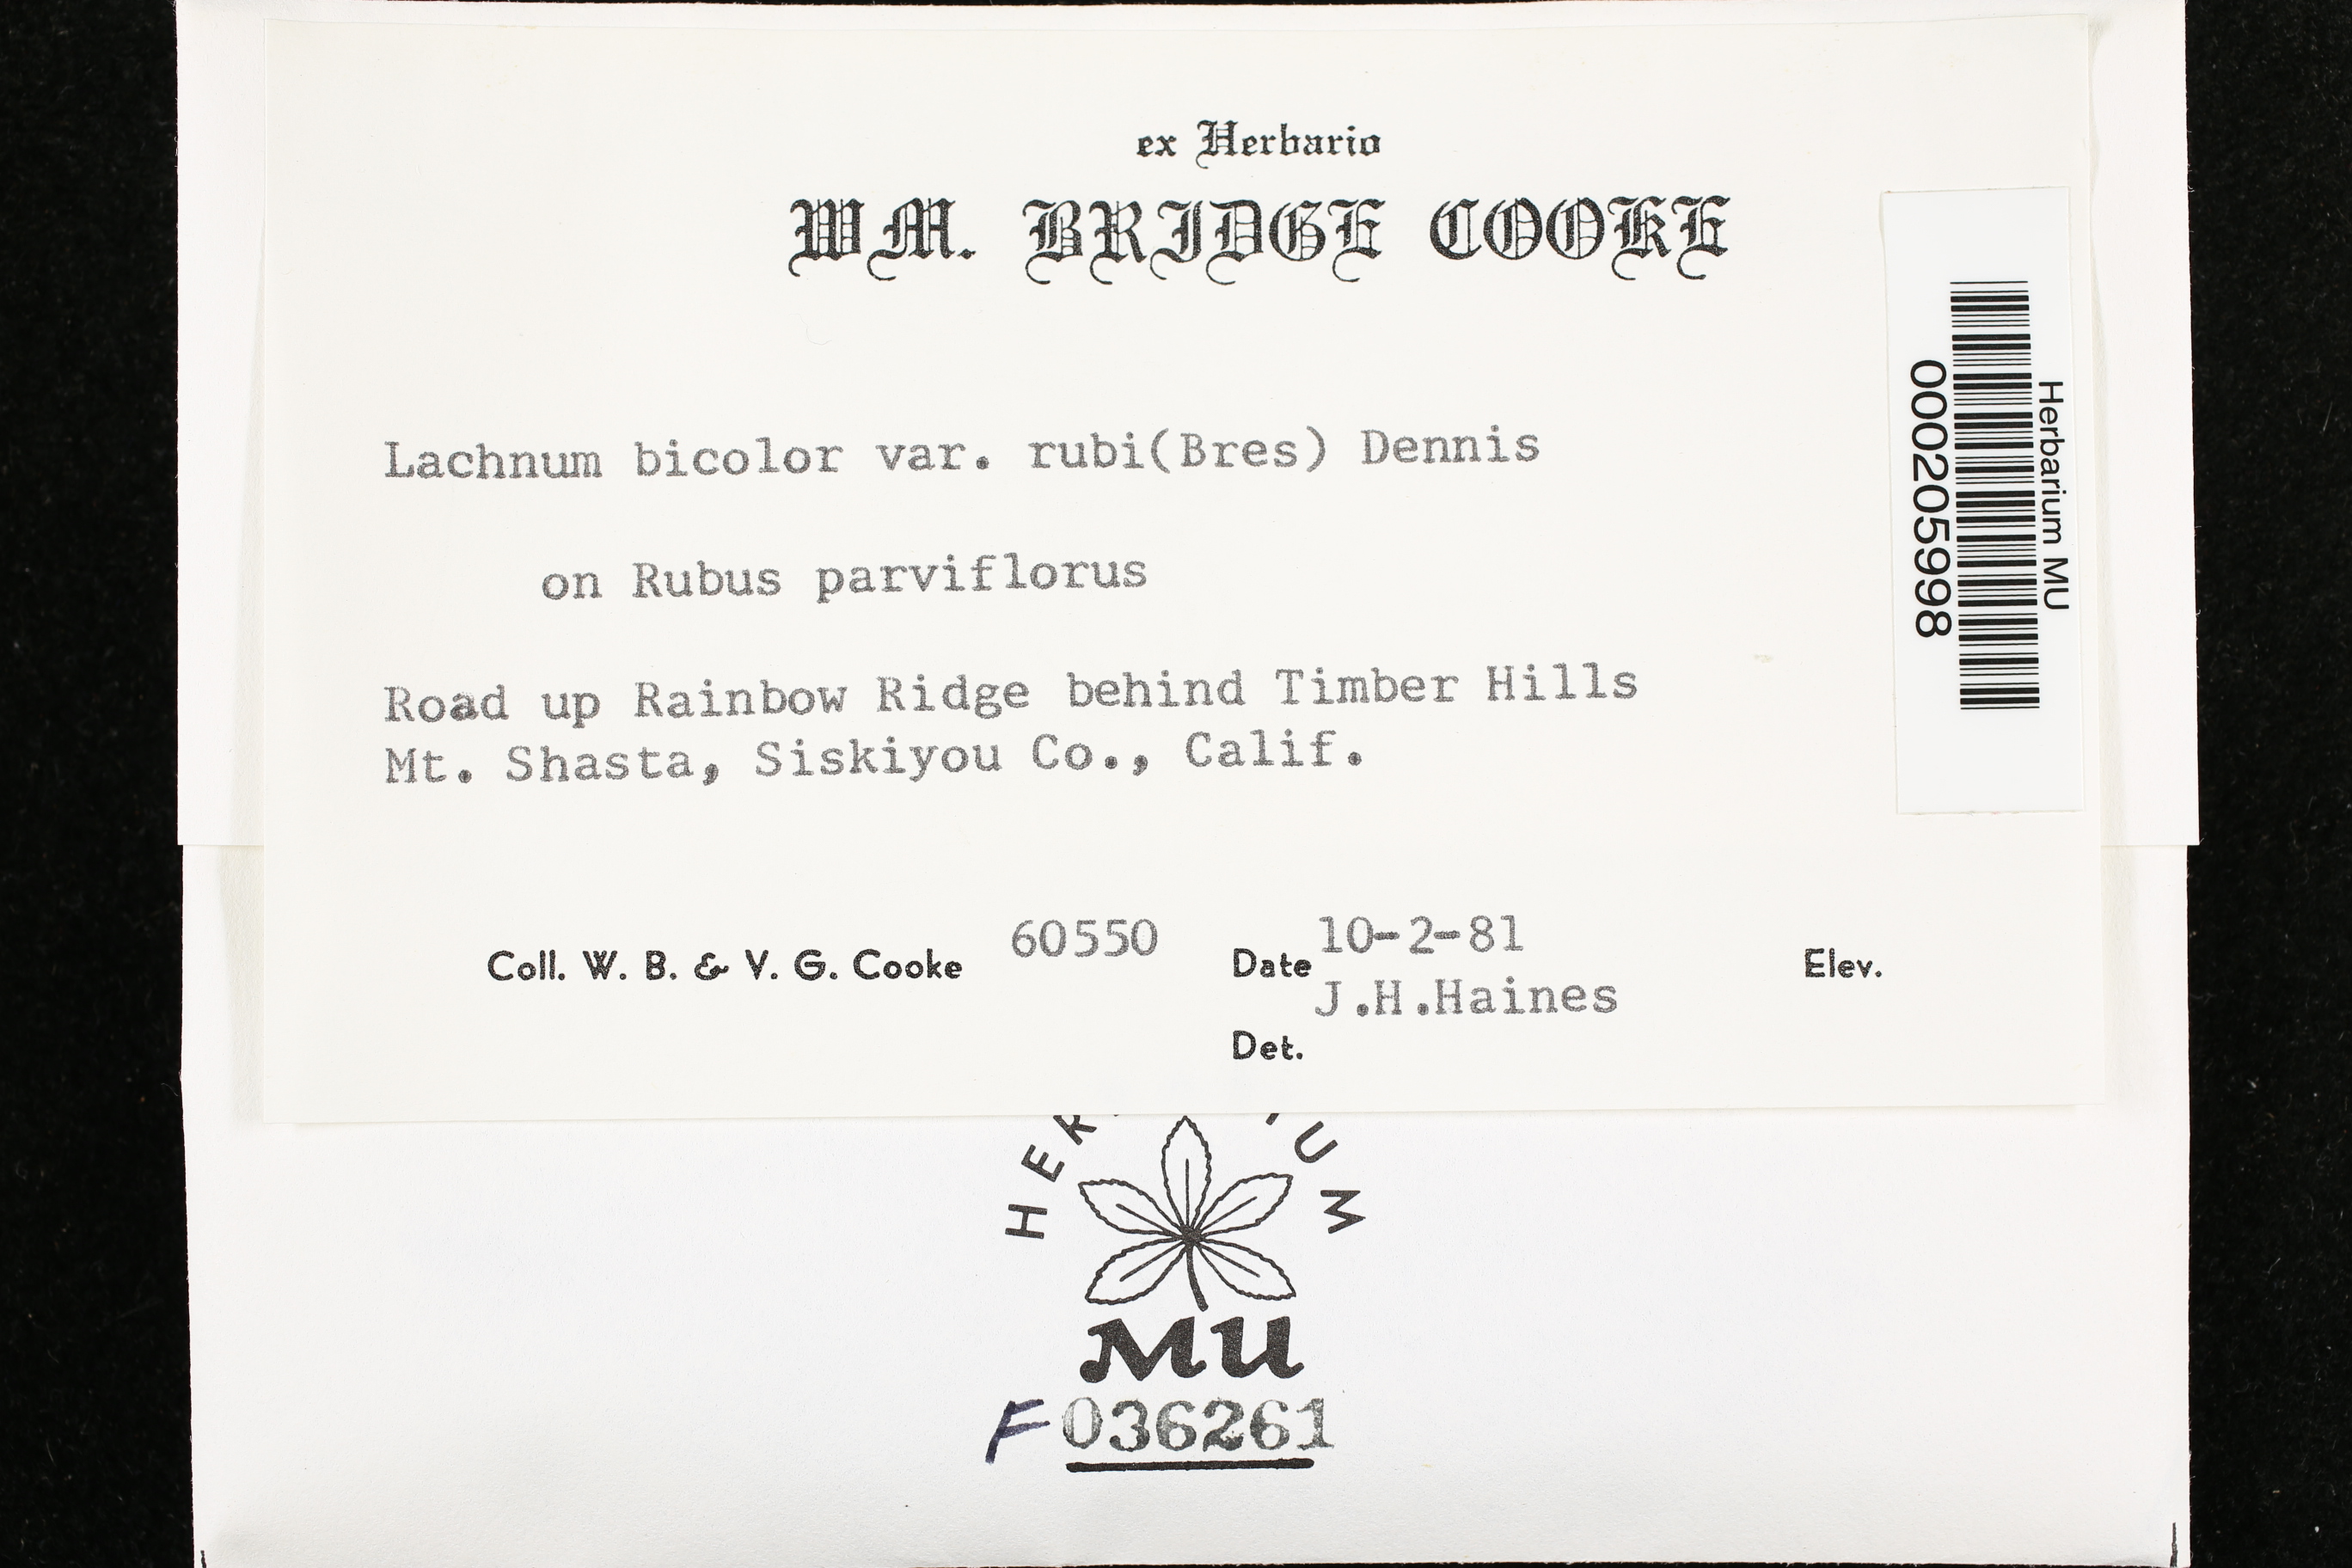 ex Herbario
WM. BRIDGE COOKE
Lachnum bicolor var. rubi(Bres) Dennis
on Rubus parviflorus
Road up Rainbow Ridge behind Timber Hills
Mt. Shasta, Siskiyou Co., Calif.
Coll. W. B. & V. G. Cooke 60550 Date 10-2-81 Elev.
J.H.Haines
Det.
Herbarium MU
000205998
HER UM
MU
F036261